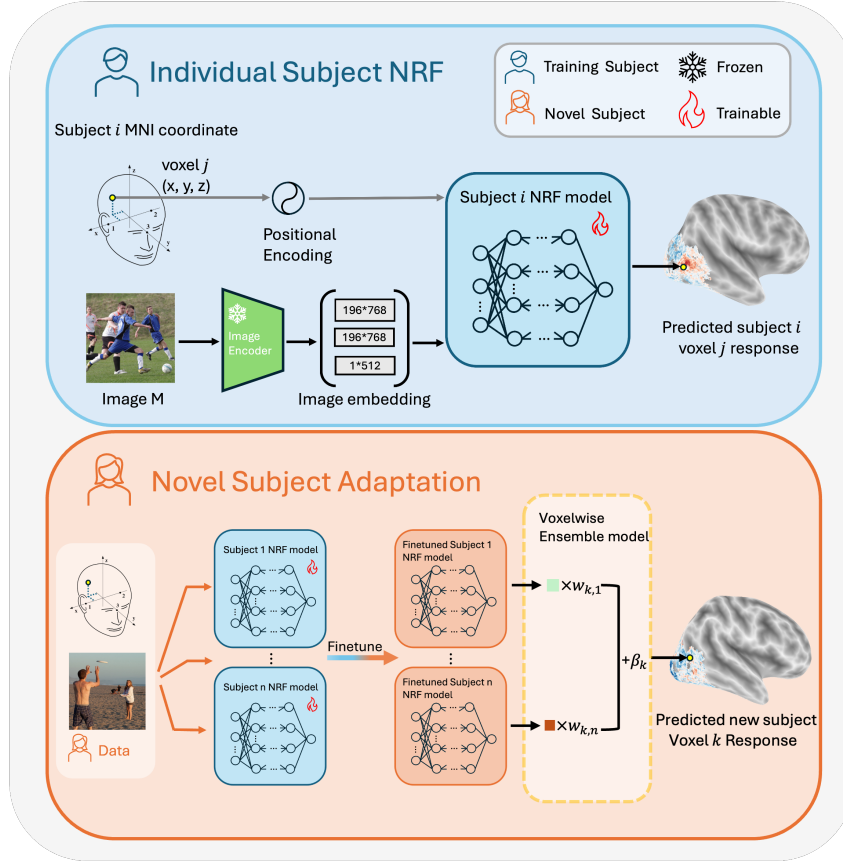 Individual Subject NRF
Training Subject
Frozen
Novel Subject
Trainable
Subject i MNI coordinate
voxel j
(x, y, z)
z
x
y
1
2
3
Positional
Encoding
Subject i NRF model
Image
Encoder
196*768
196*768
1*512
Image M
Image embedding
Predicted subject i
voxel j response
Novel Subject Adaptation
Data
Subject 1 NRF model
Subject n NRF model
Finetune
Finetuned Subject 1
NRF model
Finetuned Subject n
NRF model
Voxelwise
Ensemble model
×w_{k,1}
×w_{k,n}
+β_k
Predicted new subject
Voxel k Response